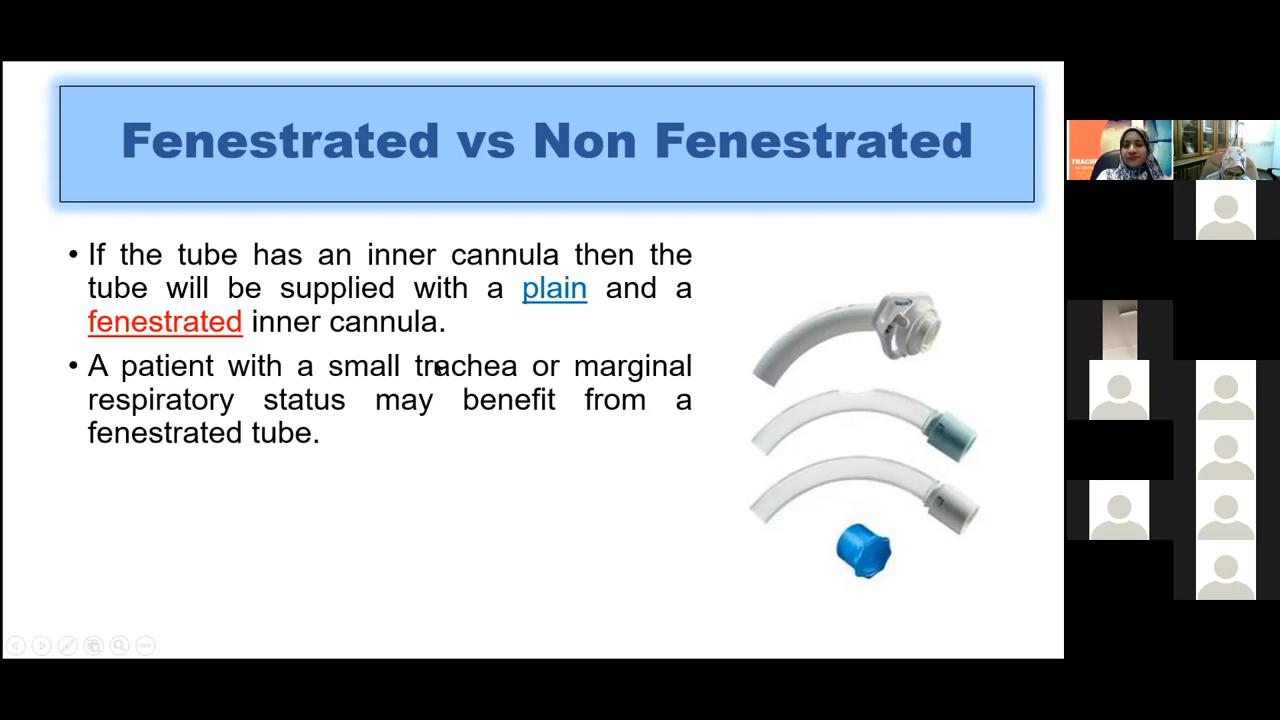 Fenestrated vs Non Fenestrated
• If the tube has an inner cannula then the
tube will be supplied with a plain and a
fenestrated inner cannula.
• A patient with a small trachea or marginal
respiratory status may benefit from a
fenestrated tube.